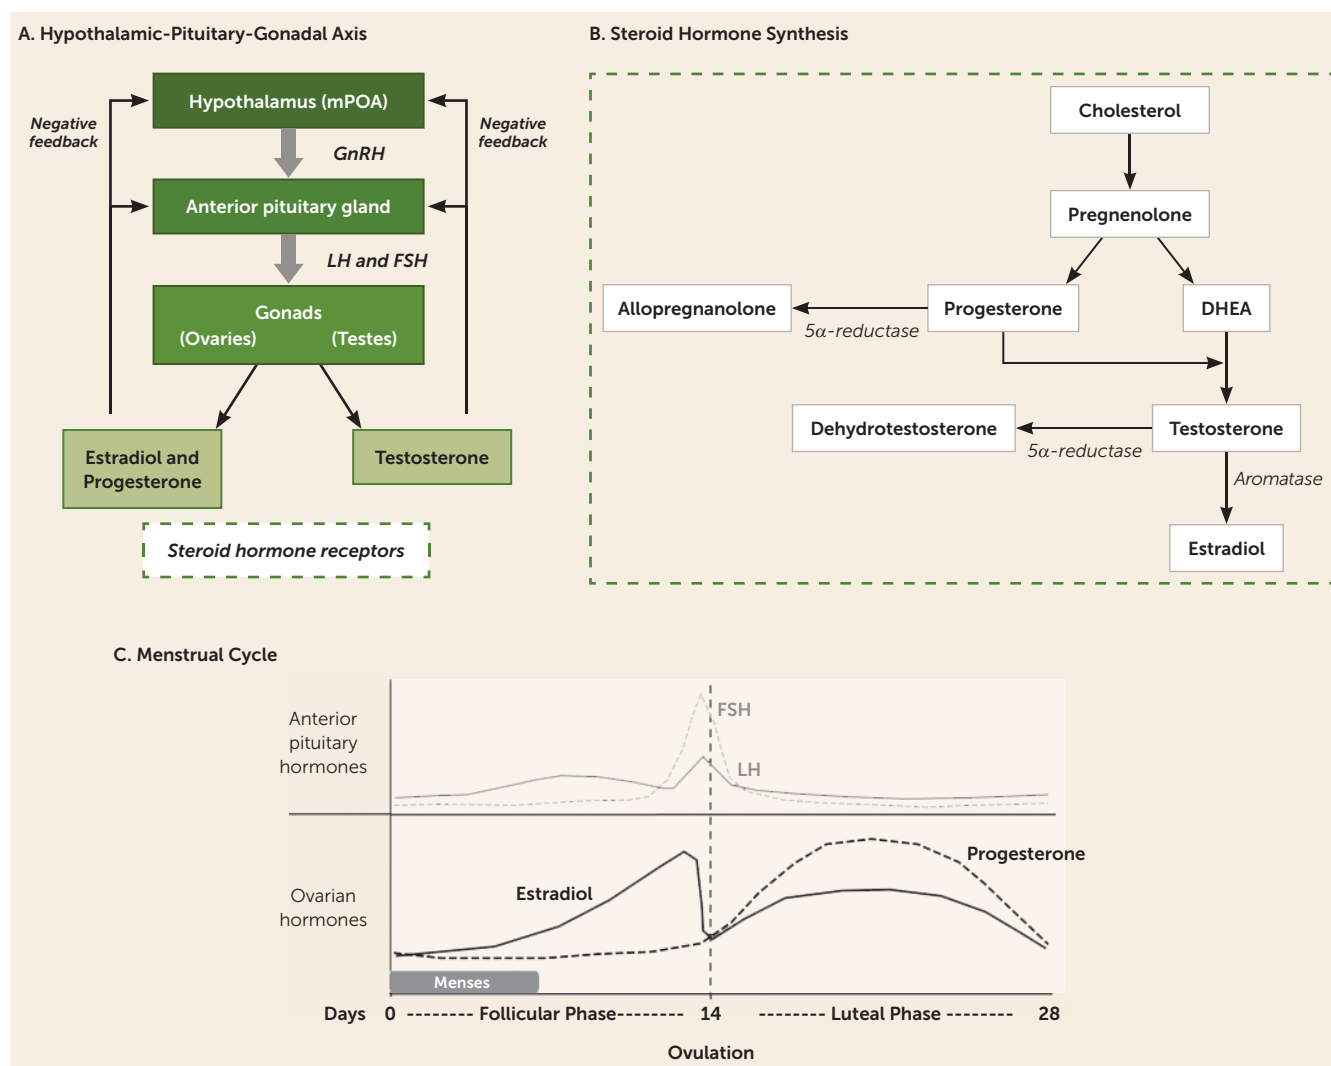 A. Hypothalamic-Pituitary-Gonadal Axis
Hypothalamus (mPOA)
Negative
feedback
Negative
feedback
GnRH
Anterior pituitary gland
LH and FSH
Gonads
(Ovaries) (Testes)
Estradiol and
Progesterone
Testosterone
Steroid hormone receptors
B. Steroid Hormone Synthesis
Cholesterol
Pregnenolone
Allopregnanolone
5α-reductase
Progesterone
DHEA
Dehydrotestosterone
5α-reductase
Testosterone
Aromatase
Estradiol
C. Menstrual Cycle
Anterior
pituitary
hormones
FSH
LH
Ovarian
hormones
Estradiol
Progesterone
Menses
Days 0 -------- Follicular Phase-------- 14 -------- Luteal Phase -------- 28
Ovulation